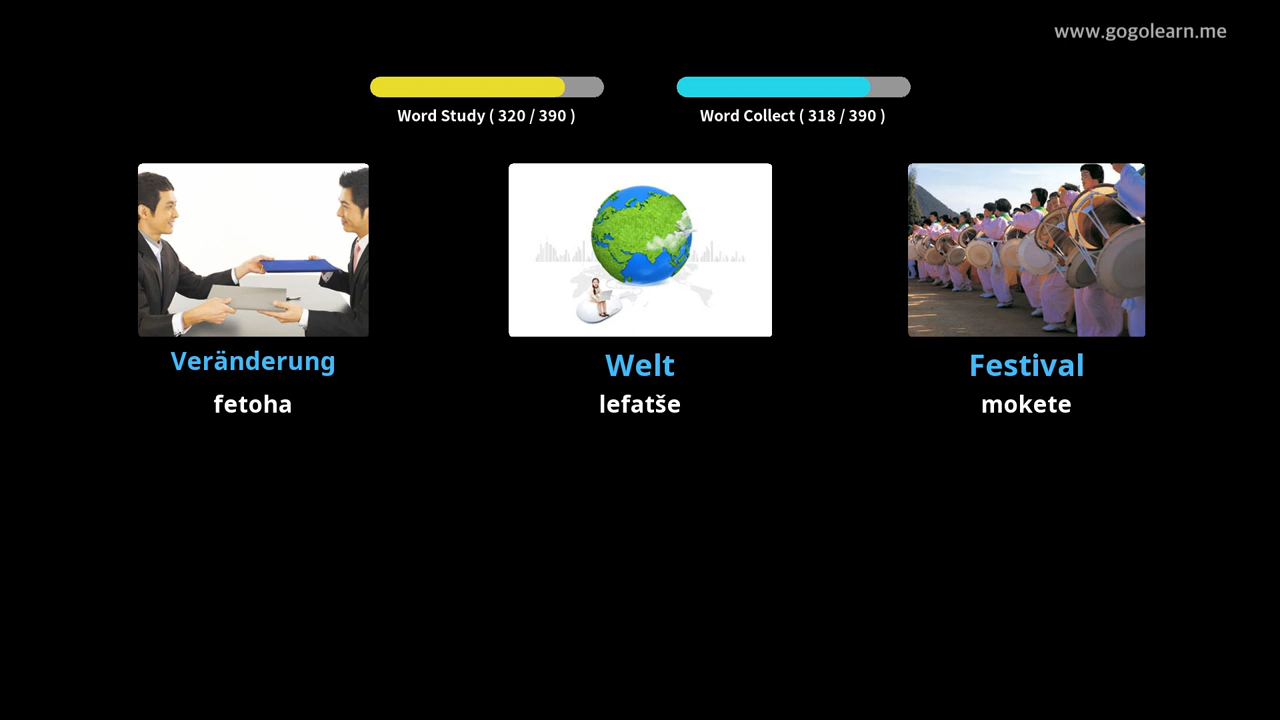 www.gogolearn.me
Word Study ( 320 / 390 )
Word Collect ( 318 / 390 )
Veränderung
Welt
Festival
fetoha
lefatše
mokete